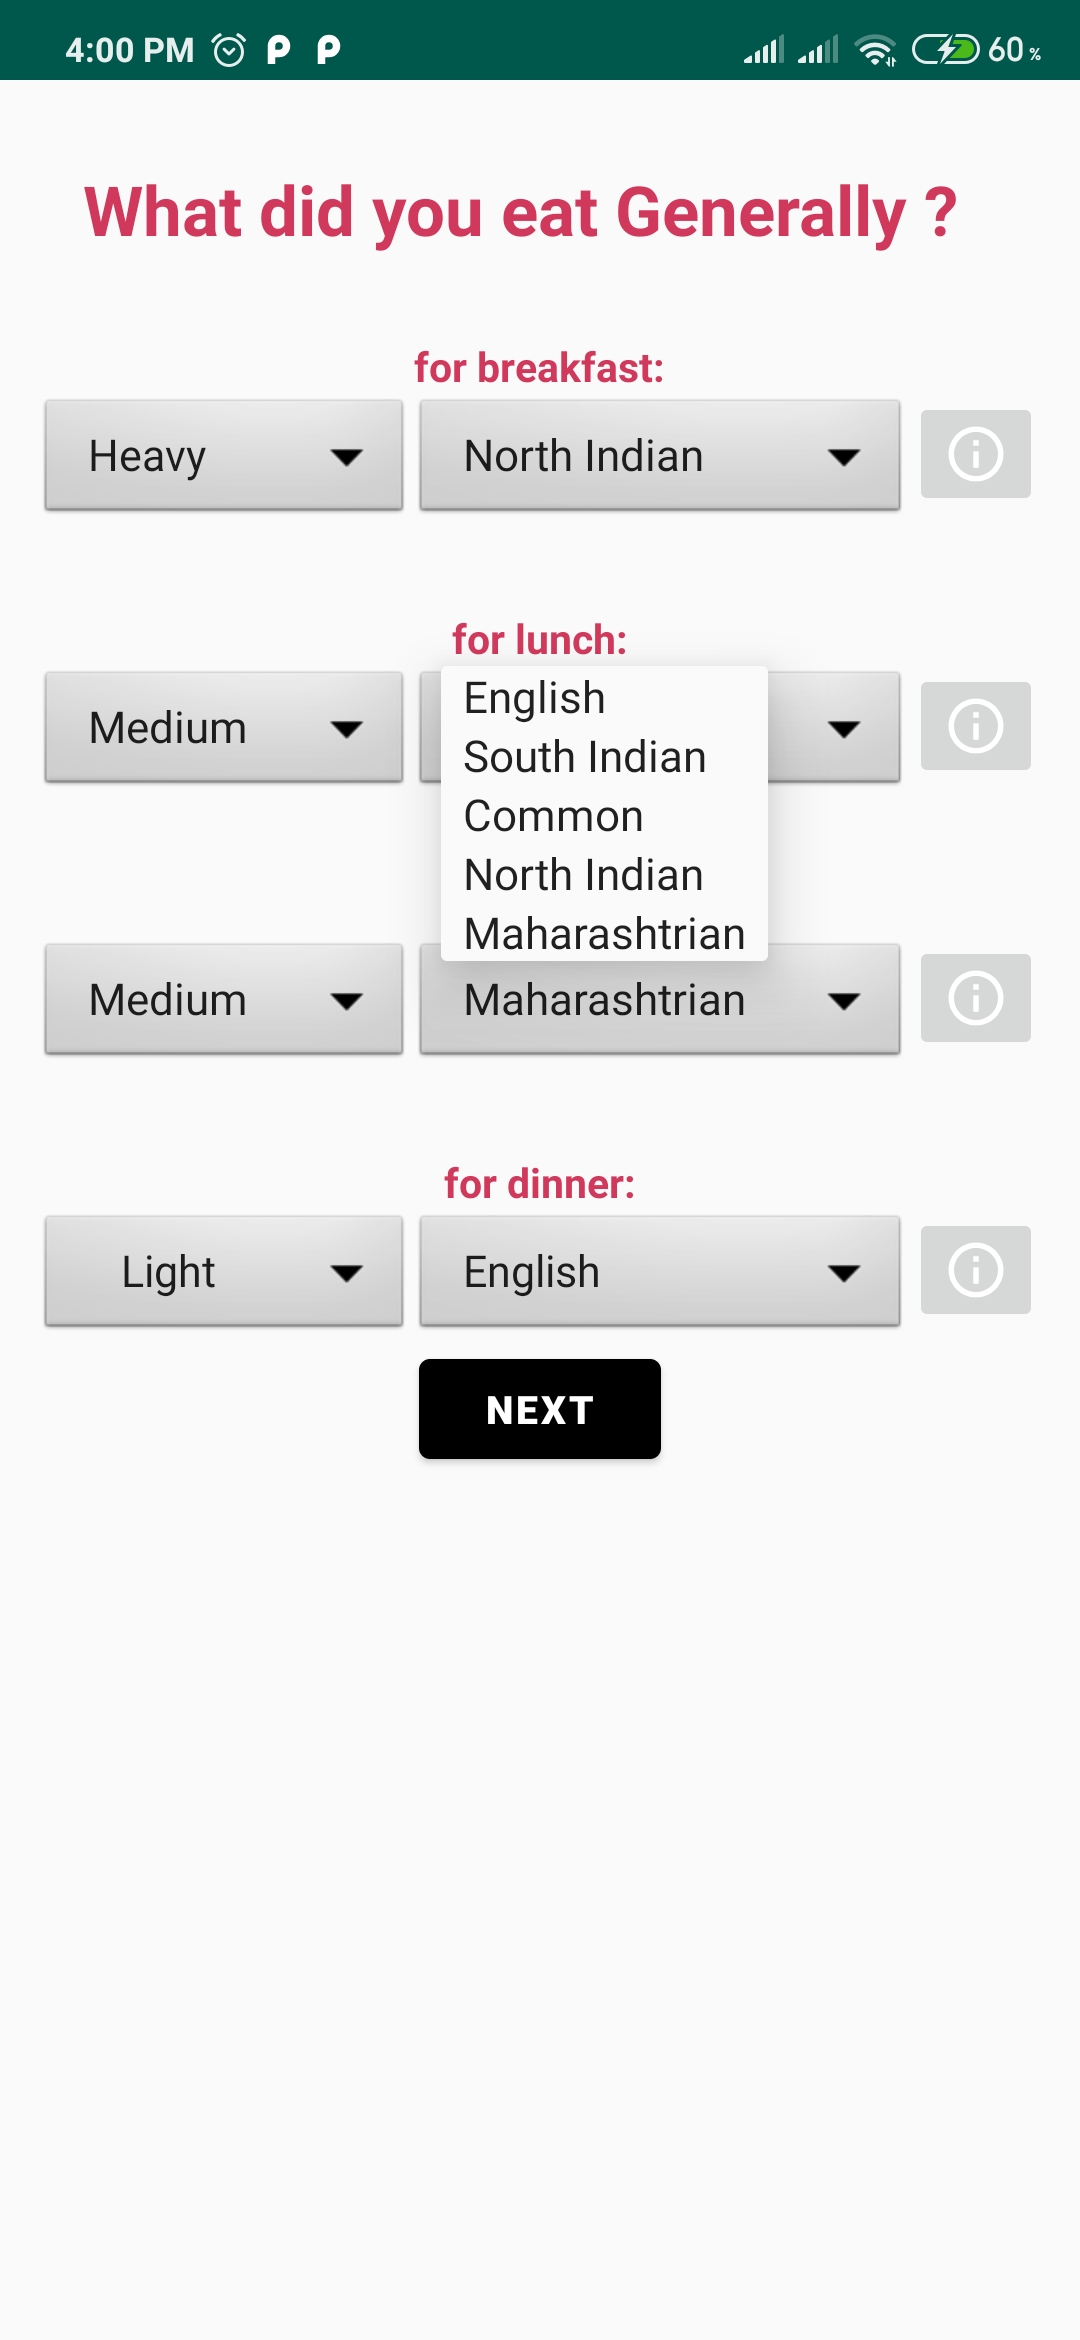 4:00 PM 60 %
What did you eat Generally ?
for breakfast:
Heavy North Indian
for lunch:
Medium
English
South Indian
Common
North Indian
Maharashtrian
Medium Maharashtrian
for dinner:
Light English
NEXT